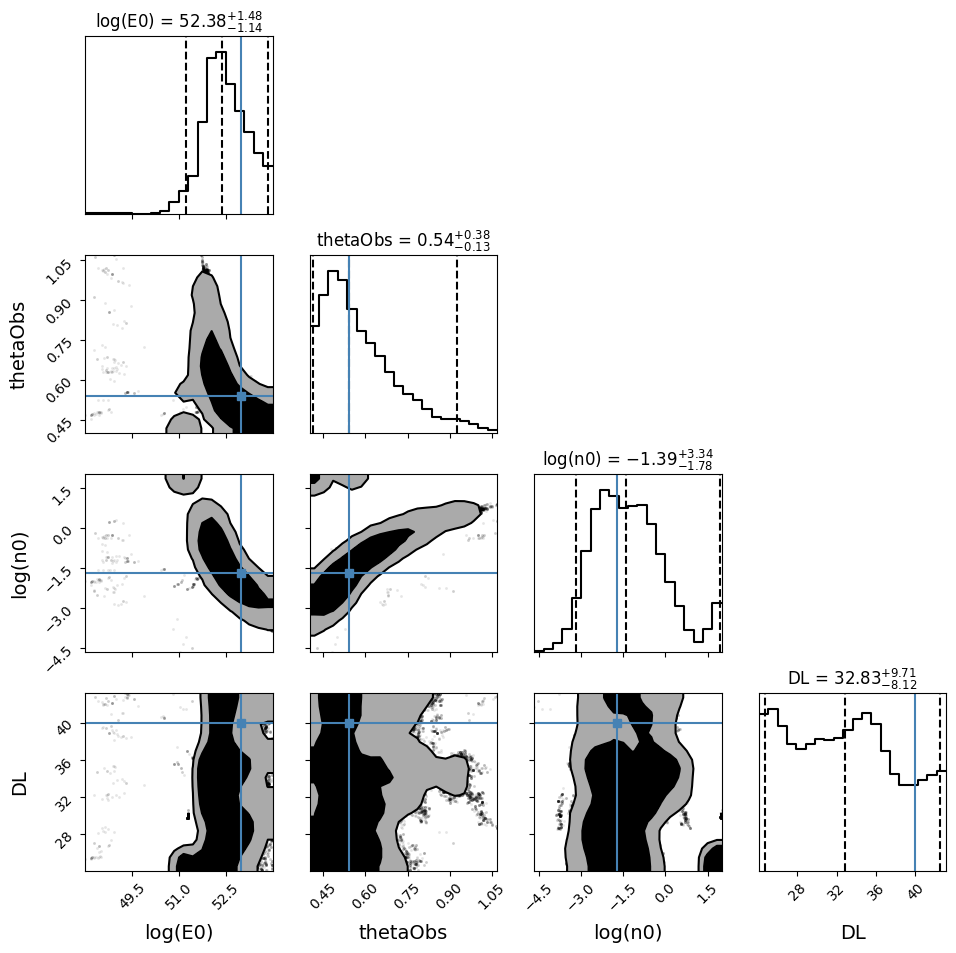 log(E0) = 52.38+1.48−1.14
thetaObs = 0.54+0.38−0.13
1.05
0.90
0.75
0.60
0.45
thetaObs
log(n0) = −1.39+3.34−1.78
1.5
0.0
−1.5
−3.0
−4.5
log(n0)
DL = 32.83+9.71−8.12
40
36
32
28
DL
49.5 51.0 52.5 0.45 0.60 0.75 0.90 1.05 −4.5 −3.0 −1.5 0.0 1.5 28 32 36 40
log(E0) thetaObs log(n0) DL